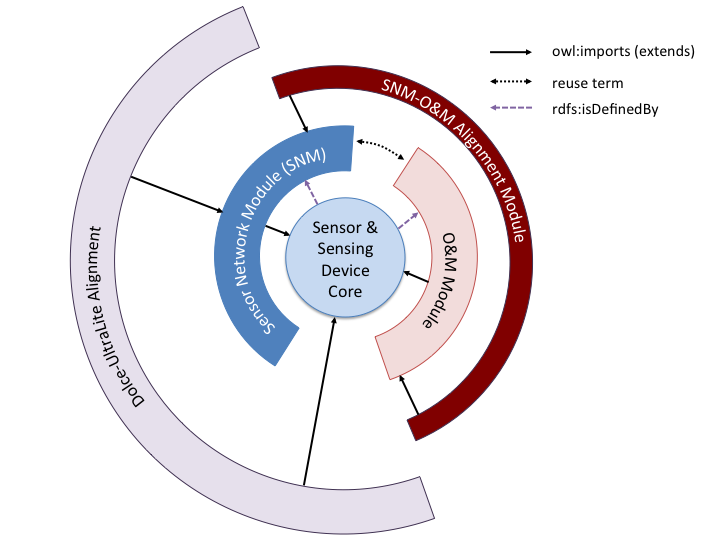 owl:imports (extends)
reuse term
rdfs:isDefinedBy
SNM-O&M Alignment Module
Sensor Network Module (SNM)
Sensor &
Sensing
Device
Core
O&M Module
Dolce-UltraLite Alignment